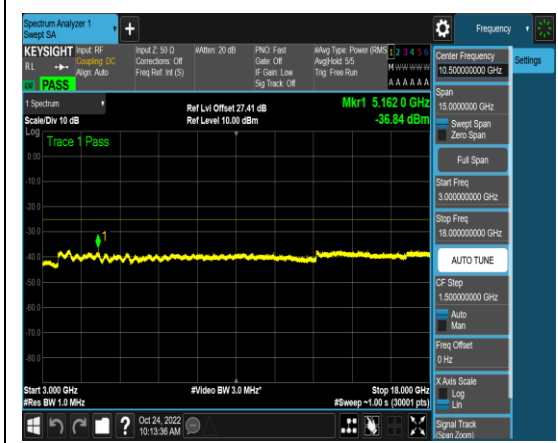 Spectrum Analyzer 1
Swept SA
+
Frequency
KEYSIGHT
RL
PASS
Input: RF
Coupling: DC
Align: Auto
Input Z: 50 Ω
Corrections: Off
Freq Ref: Int (S)
#Atten: 20 dB
PNO: Fast
Gate: Off
IF Gain: Low
Sig Track: Off
#Avg Type: Power (RMS
Avg|Hold: 5/5
Trig: Free Run
1 2 3 4 5 6
M W W W W W
A A A A A A
1 Spectrum
Scale/Div 10 dB
Ref Lvl Offset 27.41 dB
Ref Level 10.00 dBm
Mkr1 5.162 0 GHz
-36.84 dBm
Log
Trace 1 Pass
0.00
-10.0
-20.0
-30.0
-40.0
-50.0
-60.0
-70.0
-80.0
1
Start 3.000 GHz
#Res BW 1.0 MHz
#Video BW 3.0 MHz*
Stop 18.000 GHz
#Sweep ~1.00 s (30001 pts)
?
Oct 24, 2022
10:13:36 AM
Center Frequency
10.500000000 GHz
Settings
Span
15.0000000 GHz
Swept Span
Zero Span
Full Span
Start Freq
3.000000000 GHz
Stop Freq
18.000000000 GHz
AUTO TUNE
CF Step
1.500000000 GHz
Auto
Man
Freq Offset
0 Hz
X Axis Scale
Log
Lin
Signal Track
(Span Zoom)